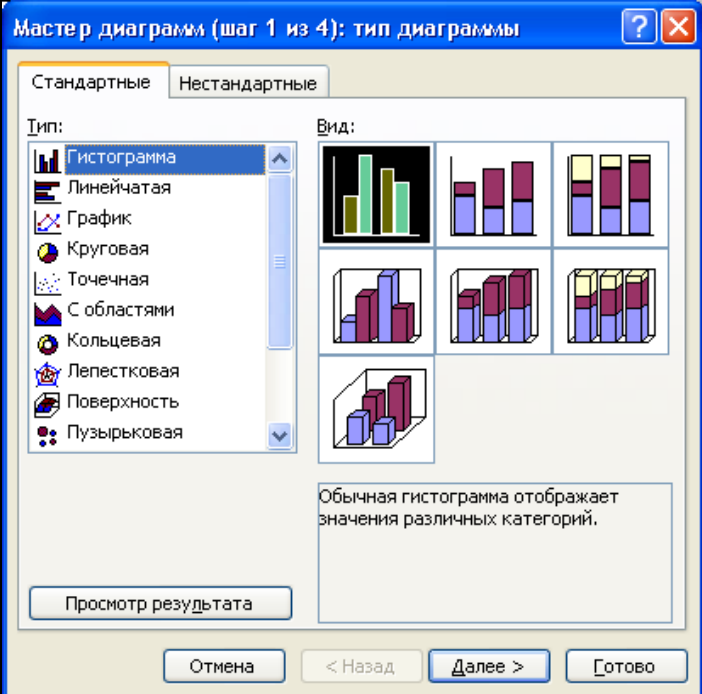 Мастер диаграмм (шаг 1 из 4): тип диаграммы
Стандартные
Нестандартные
Тип:
Гистограмма
Линейчатая
График
Круговая
Точечная
С областями
Кольцевая
Лепестковая
Поверхность
Пузырьковая
Вид:
Обычная гистограмма отображает
значения различных категорий.
Просмотр результата
Отмена
< Назад
Далее >
Готово